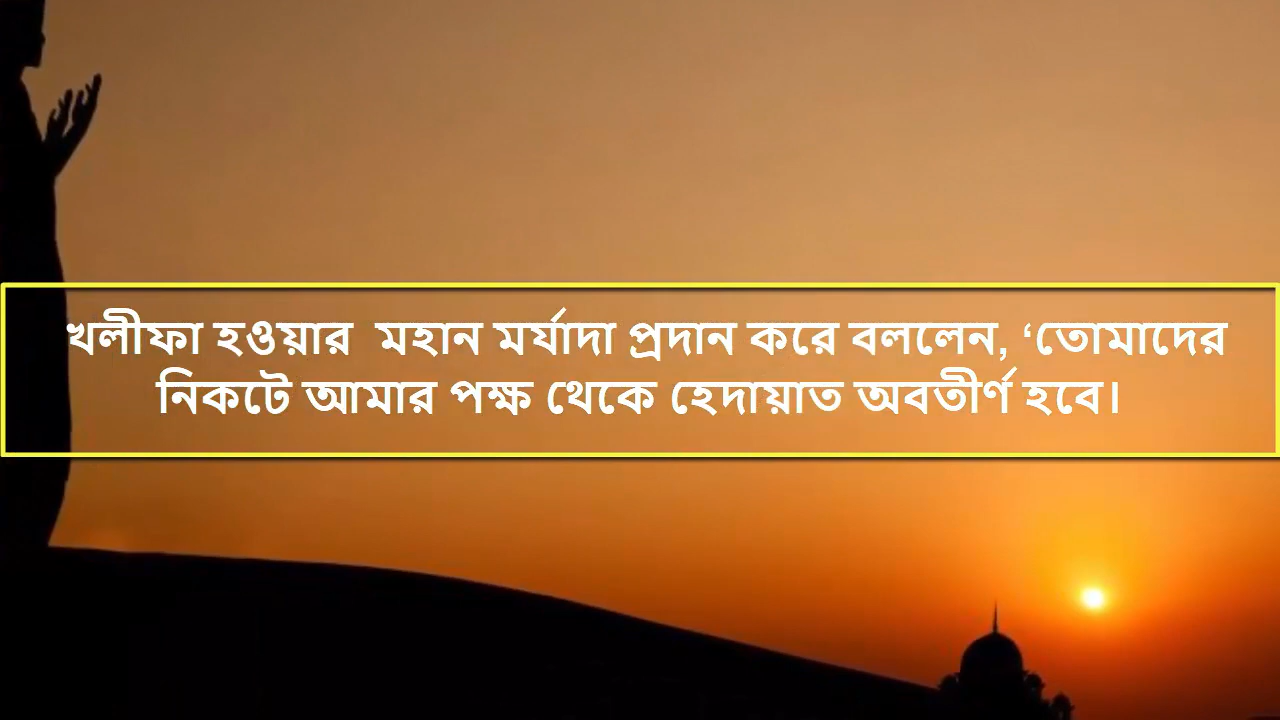 খলীফা হওয়ার  মহান মর্যাদা প্রদান করে বললেন, ‘তোমাদের
নিকটে আমার পক্ষ থেকে হেদায়াত অবতীর্ণ হবে।